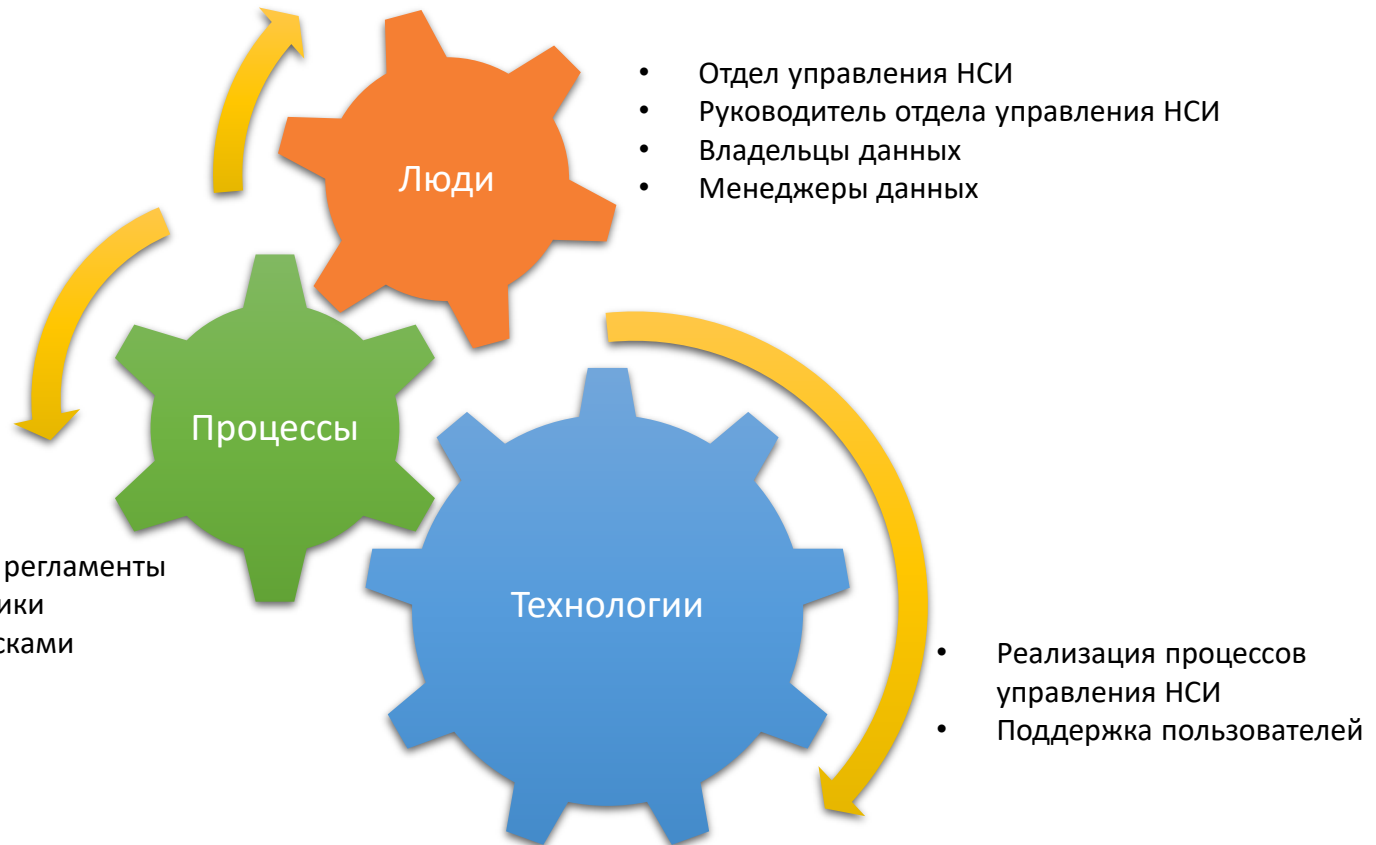 • Отдел управления НСИ
• Руководитель отдела управления НСИ
• Владельцы данных
• Менеджеры данных
Люди
Процессы
регламенты
Технологии
• Реализация процессов
управления НСИ
• Поддержка пользователей